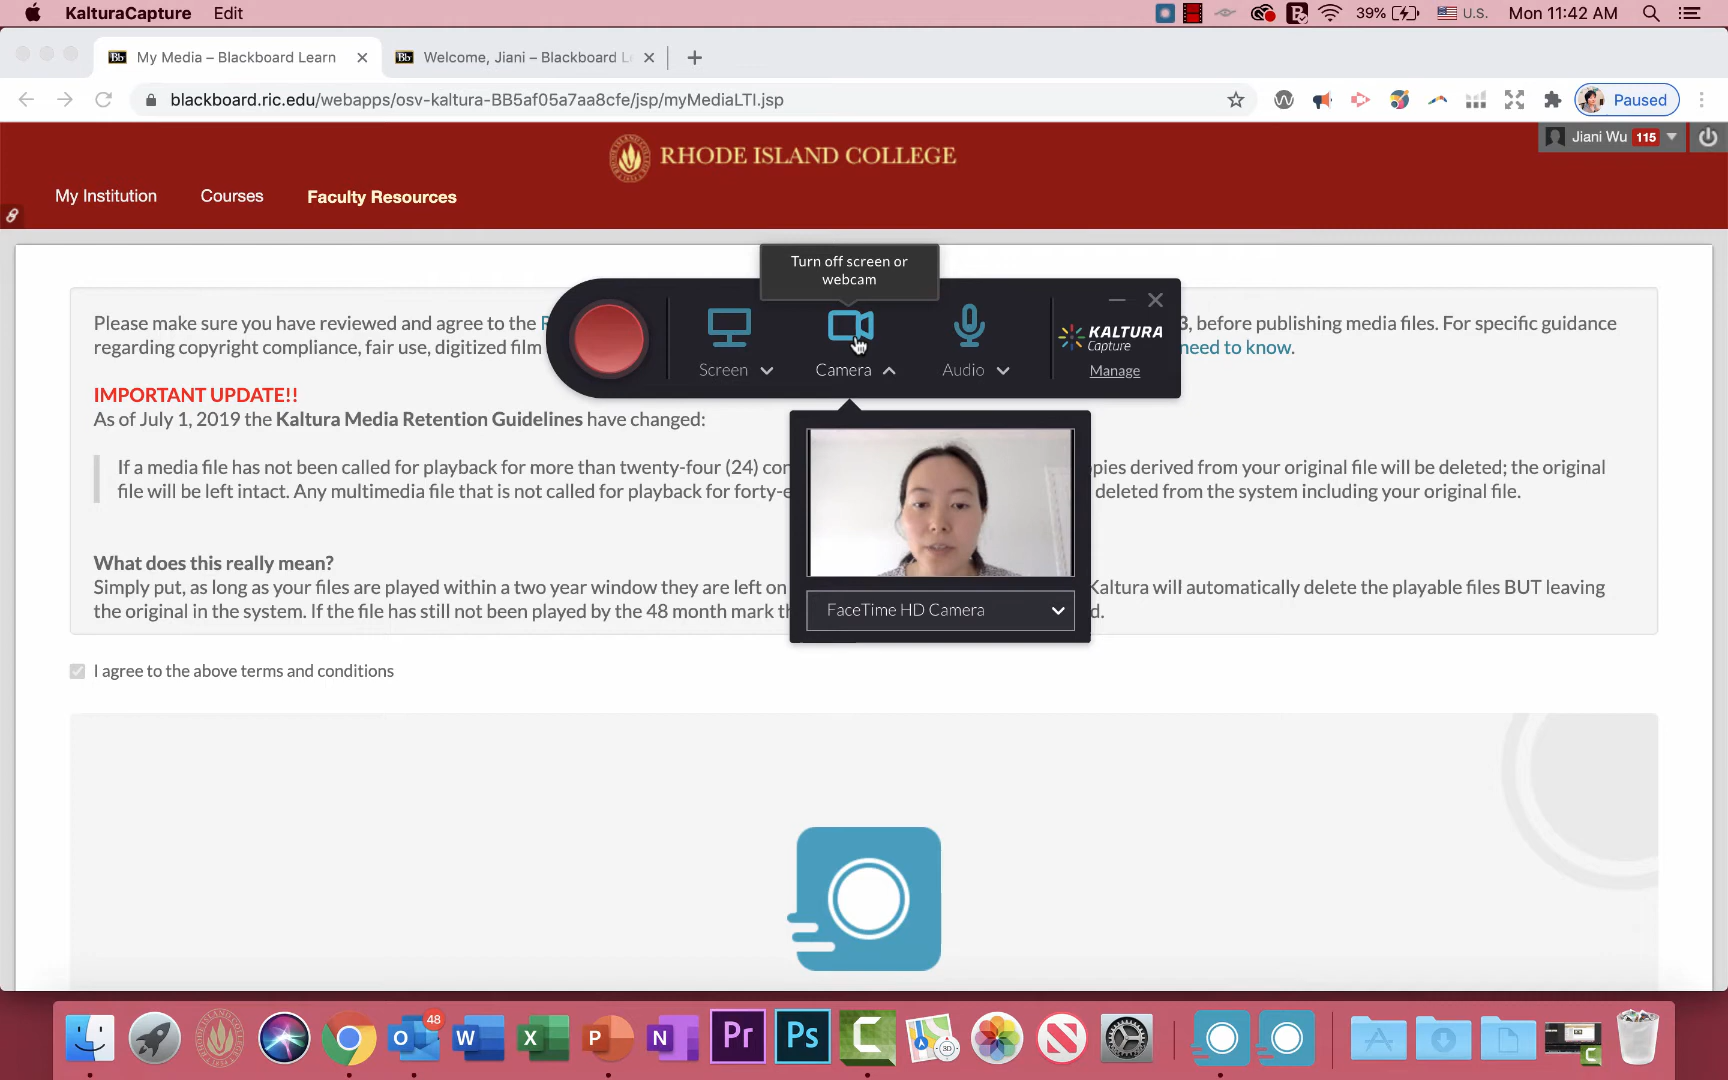 KalturaCapture Edit
39% U.S. Mon 11:42 AM
My Media – Blackboard Learn
Welcome, Jiani – Blackboard Le
blackboard.ric.edu/webapps/osv-kaltura-BB5af05a7aa8cfe/jsp/myMediaLTI.jsp
Paused
Jiani Wu 115
RHODE ISLAND COLLEGE
My Institution Courses Faculty Resources
Turn off screen or
webcam
Screen Camera Audio
KALTURA
Capture
Manage
FaceTime HD Camera
Please make sure you have reviewed and agree to the R 3, before publishing media files. For specific guidance
regarding copyright compliance, fair use, digitized film need to know.
IMPORTANT UPDATE!!
As of July 1, 2019 the Kaltura Media Retention Guidelines have changed:
If a media file has not been called for playback for more than twenty-four (24) con opies derived from your original file will be deleted; the original
file will be left intact. Any multimedia file that is not called for playback for forty-e deleted from the system including your original file.
What does this really mean?
Simply put, as long as your files are played within a two year window they are left on Kaltura will automatically delete the playable files BUT leaving
the original in the system. If the file has still not been played by the 48 month mark th d.
I agree to the above terms and conditions
48
O W X P N Pr Ps C 3D